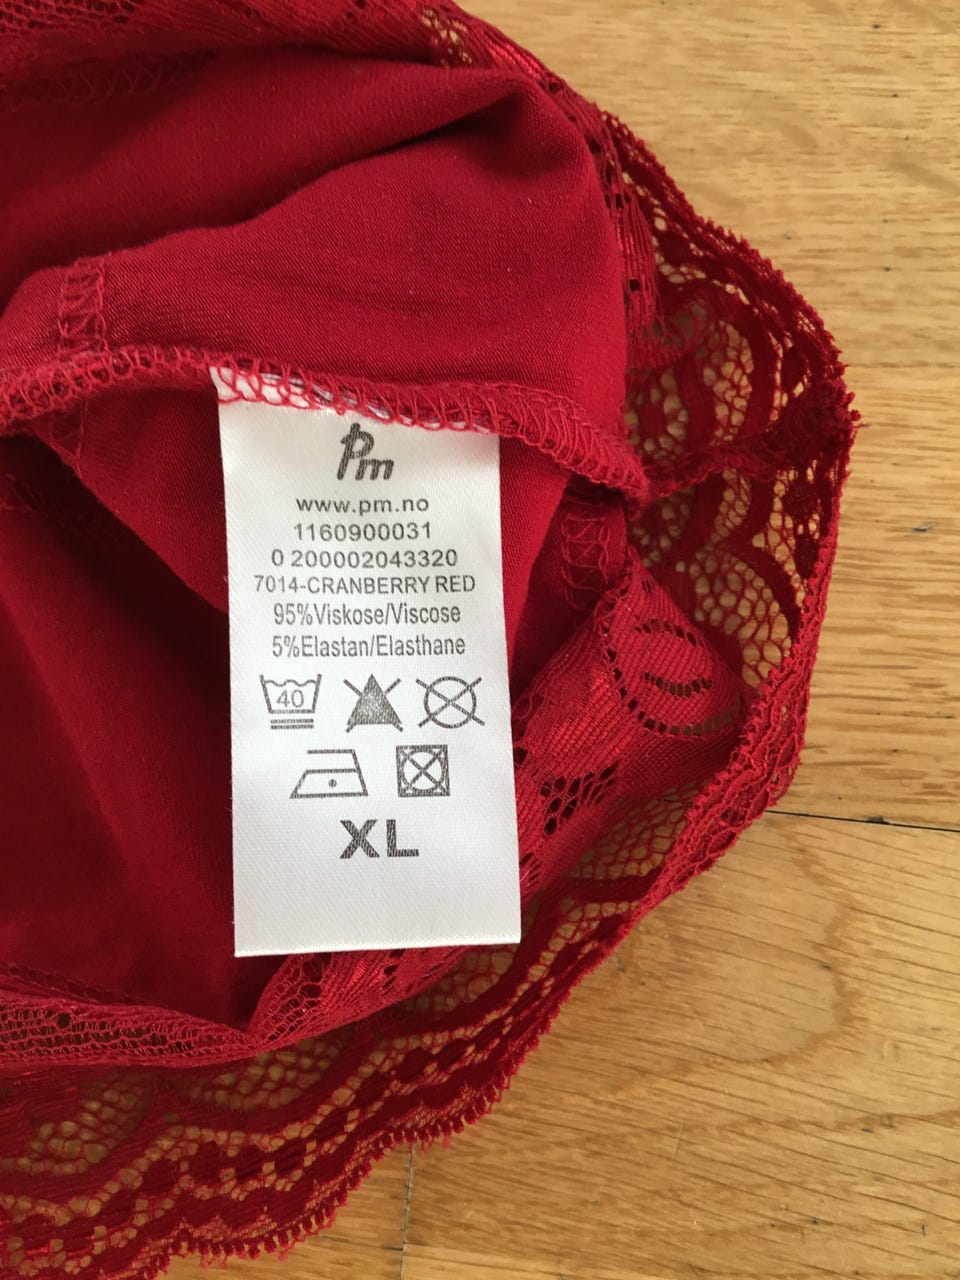 Pm
www.pm.no
1160900031
0 200002043320
7014-CRANBERRY RED
95%Viskose/Viscose
5%Elastan/Elasthane
40
XL